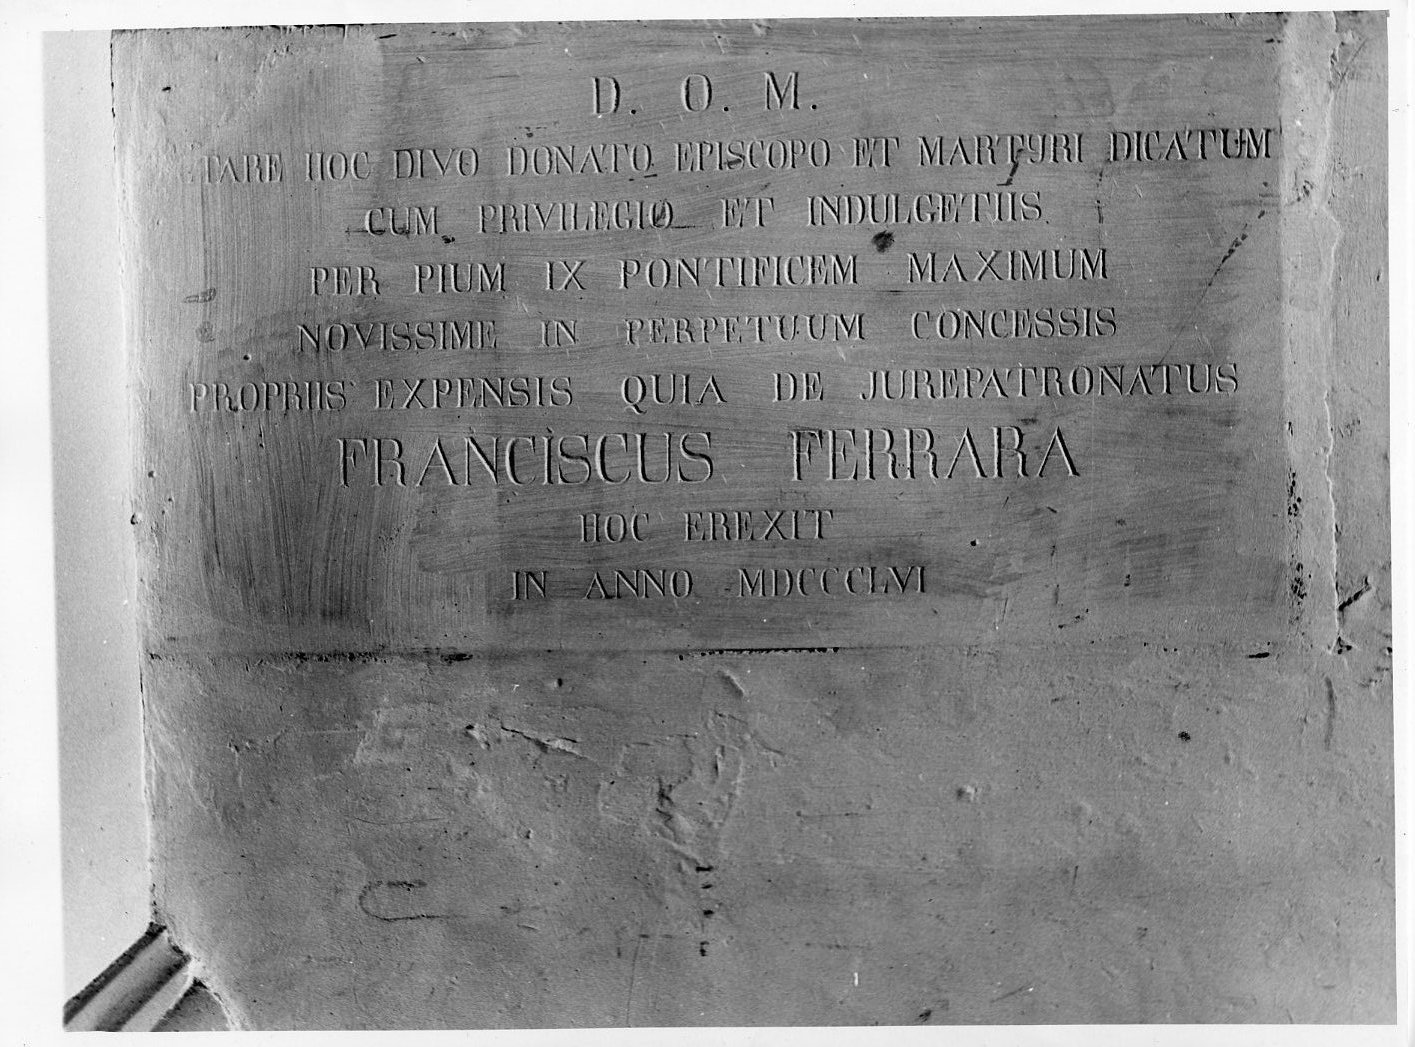 D. O. M.
TARE HOC DIVO DONATO EPISCOPO ET MARTYRI DICATUM
CUM PRIVILEGIO ET INDULGETIIS
PER PIUM IX PONTIFICEM MAXIMUM
NOVISSIME IN PERPETUUM CONCESSIS
PROPRIIS EXPENSIS QUIA DE JUREPATRONATUS
FRANCISCUS FERRARA
HOC EREXIT
IN ANNO MDCCCLVI